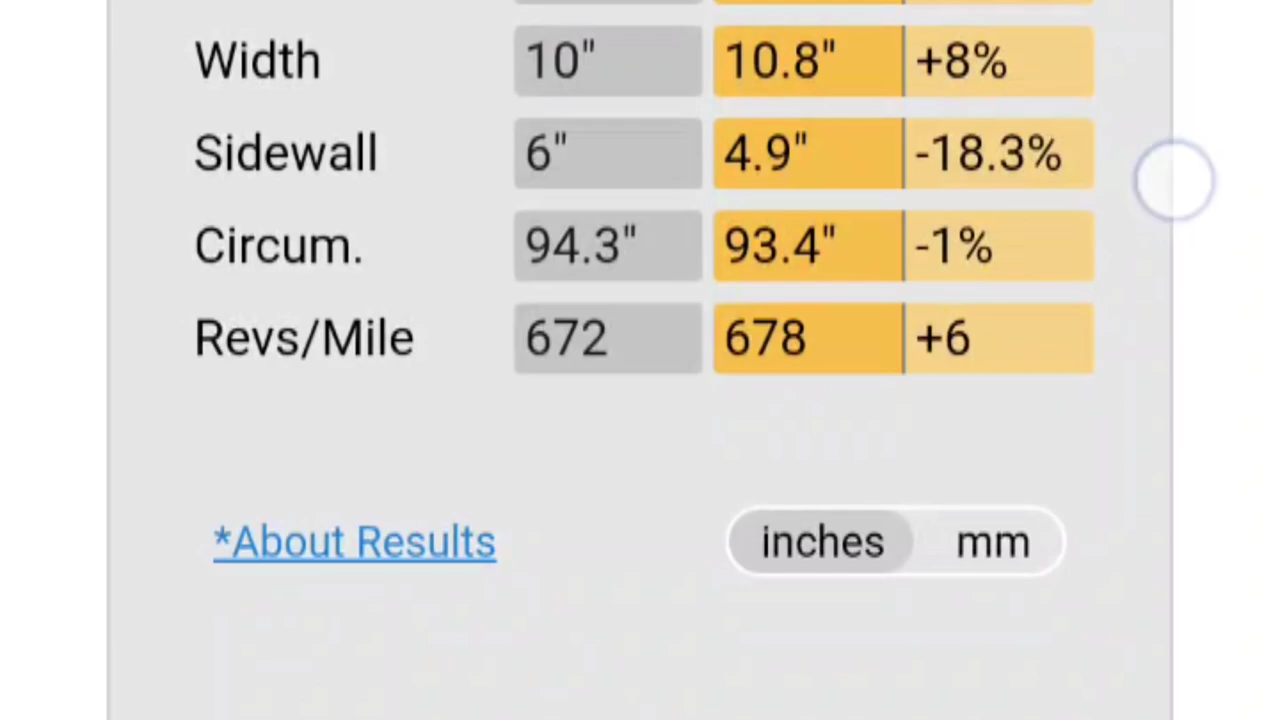 Width 10" 10.8" +8%
Sidewall 6" 4.9" -18.3%
Circum. 94.3" 93.4" -1%
Revs/Mile 672 678 +6
*About Results inches mm